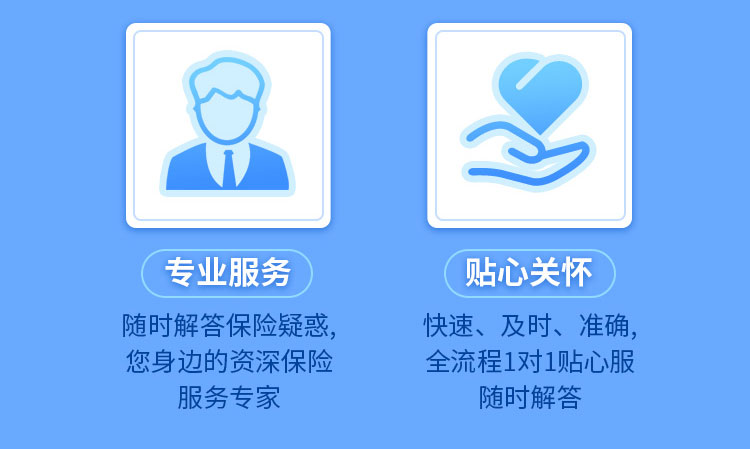 专业服务
随时解答保险疑惑,
您身边的资深保险
服务专家
贴心关怀
快速、及时、准确,
全流程1对1贴心服
随时解答